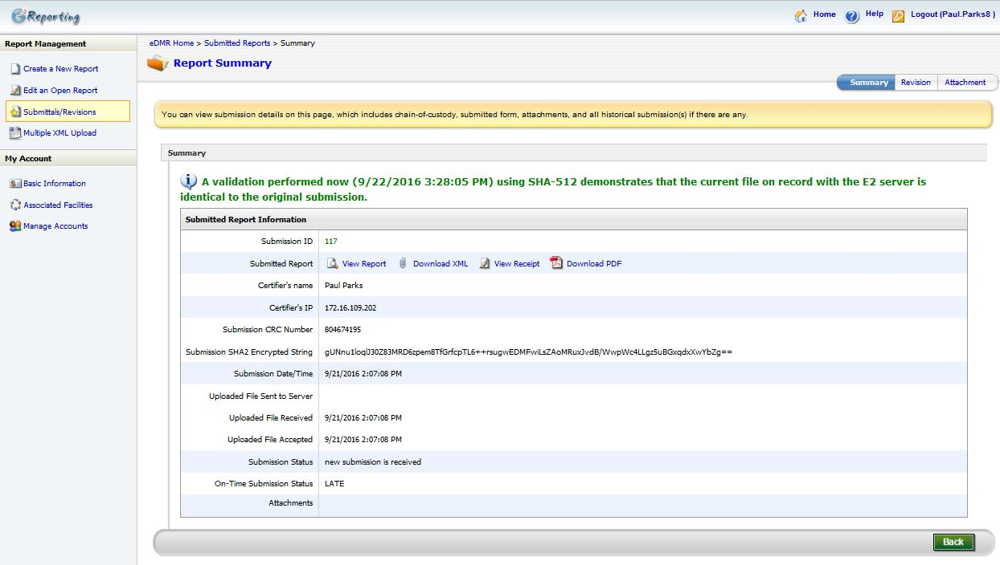 E2 Reporting
Home Help Logout (Paul.Parks8 )
Report Management
Create a New Report
Edit an Open Report
Submittals/Revisions
Multiple XML Upload
My Account
Basic Information
Associated Facilities
Manage Accounts
eDMR Home > Submitted Reports > Summary
Report Summary
Summary Revision Attachment
You can view submission details on this page, which includes chain-of-custody, submitted form, attachments, and all historical submission(s) if there are any.
Summary
A validation performed now (9/22/2016 3:28:05 PM) using SHA-512 demonstrates that the current file on record with the E2 server is
identical to the original submission.
Submitted Report Information
Submission ID 117
Submitted Report View Report Download XML View Receipt Download PDF
Certifier's name Paul Parks
Certifier's IP 172.16.109.202
Submission CRC Number 804674195
Submission SHA2 Encrypted String gUNnu1loqlJ30Z83MRD6zpem8TfGrfcpTL6++rsugwEDMFwiLsZAoMRuxJvdB/WwpWc4LLgz5uBGxqdxXwYbZg==
Submission Date/Time 9/21/2016 2:07:08 PM
Uploaded File Sent to Server
Uploaded File Received 9/21/2016 2:07:08 PM
Uploaded File Accepted 9/21/2016 2:07:08 PM
Submission Status new submission is received
On-Time Submission Status LATE
Attachments
Back